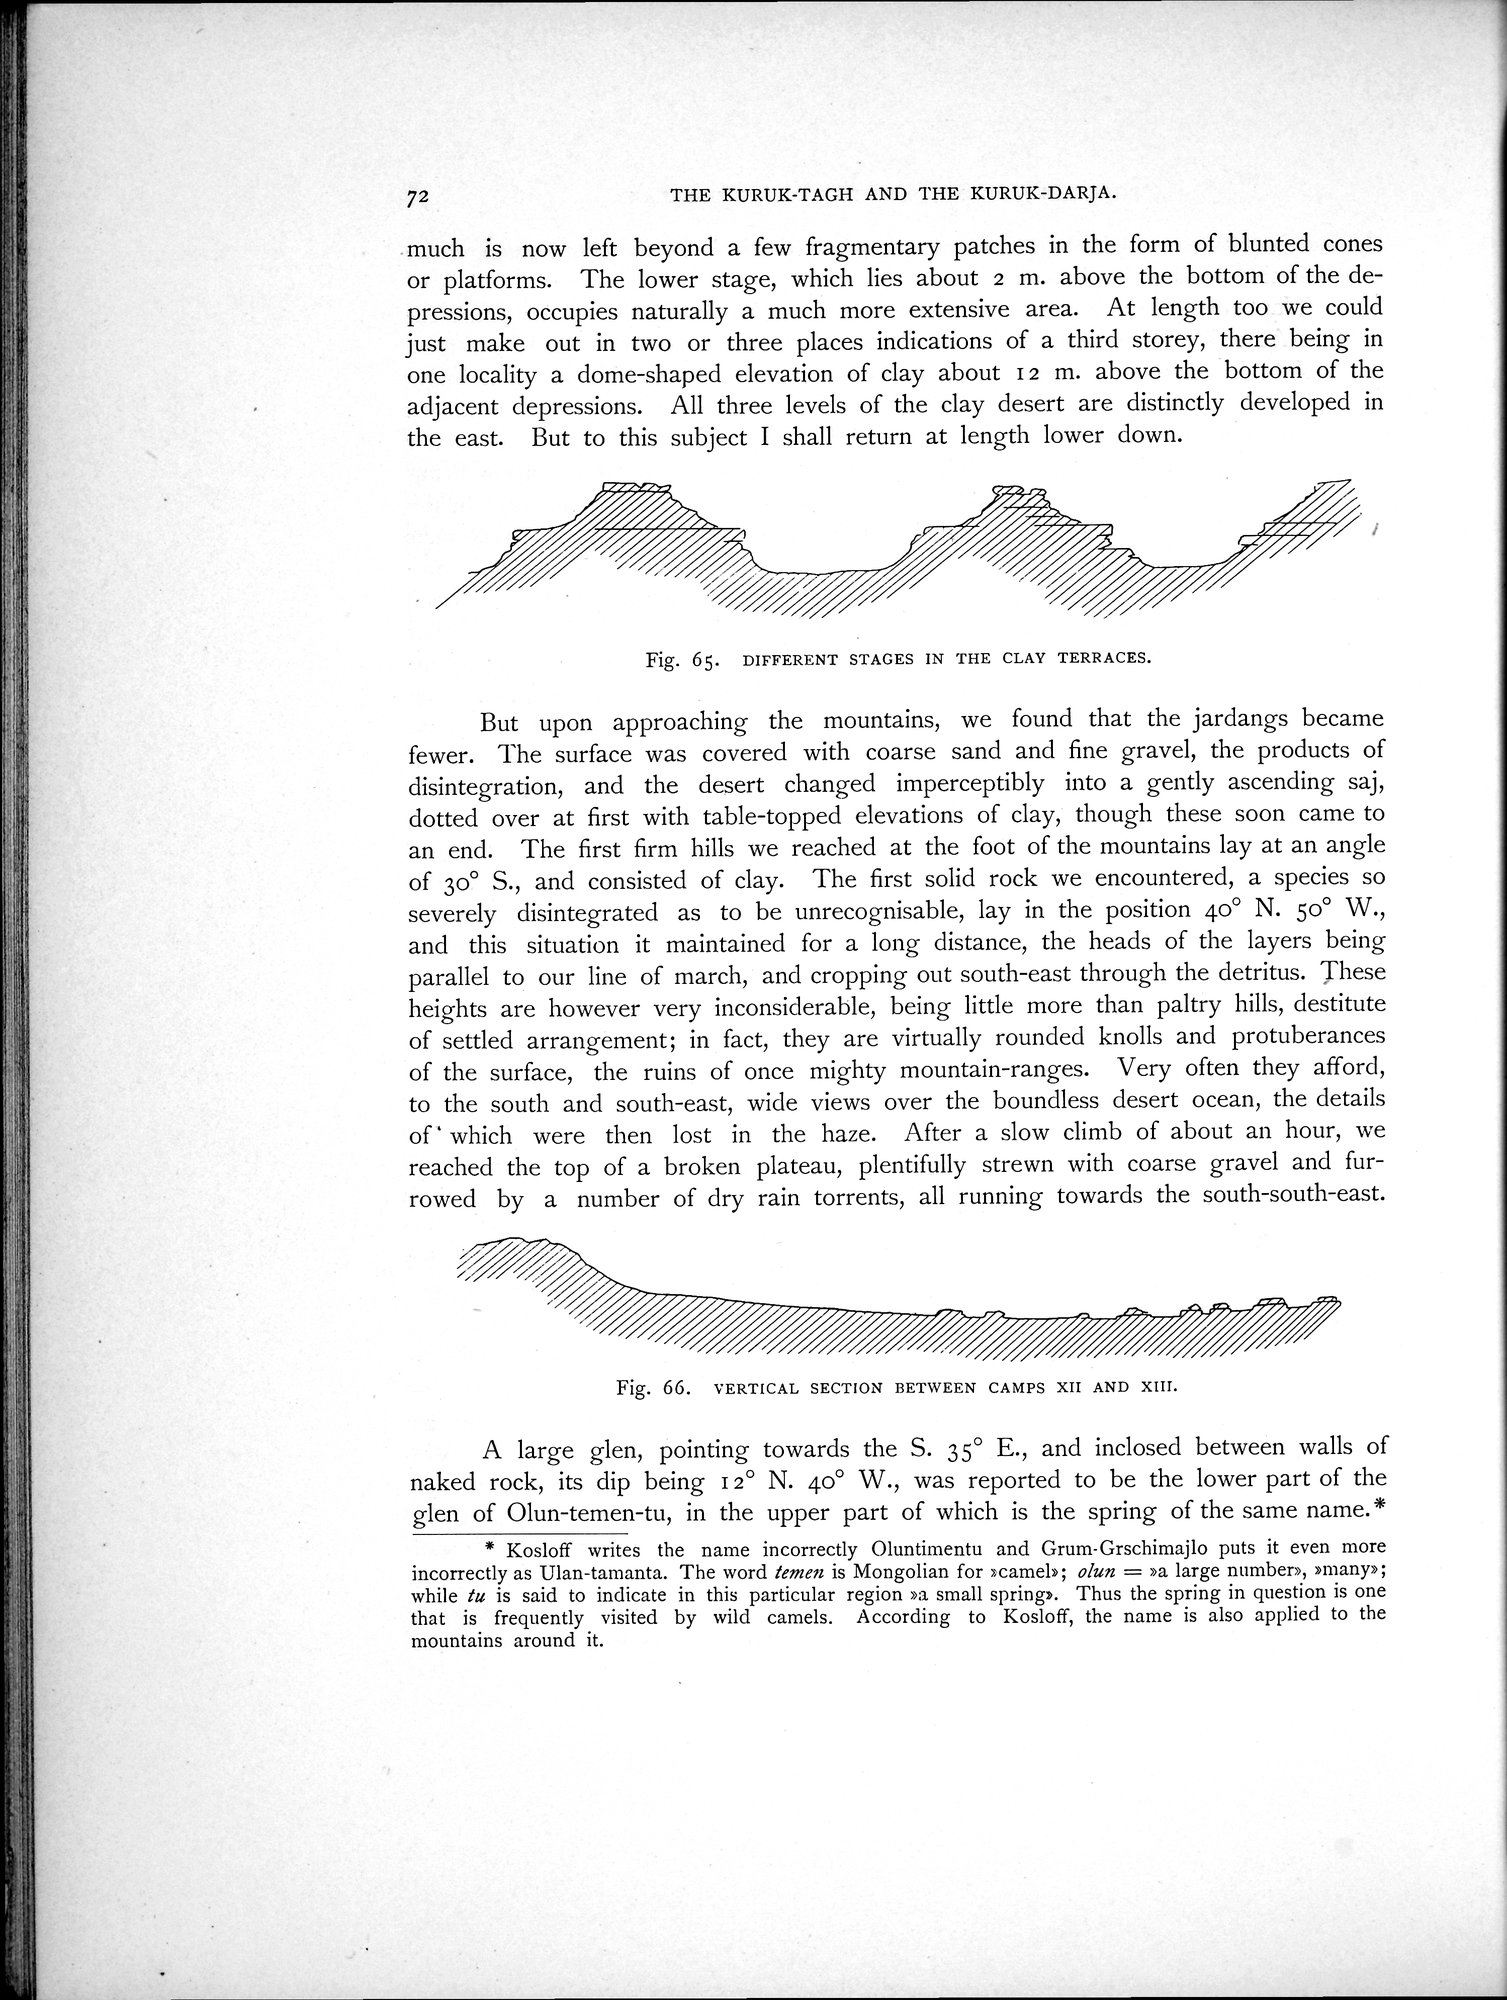 72 THE KURUK-TAGH AND THE KURUK-DARJA.
much is now left beyond a few fragmentary patches in the form of blunted cones
or platforms. The lower stage, which lies about 2 m. above the bottom of the de-
pressions, occupies naturally a much more extensive area. At length too we could
just make out in two or three places indications of a third storey, there being in
one locality a dome-shaped elevation of clay about 12 m. above the bottom of the
adjacent depressions. All three levels of the clay desert are distinctly developed in
the east. But to this subject I shall return at length lower down.
Fig. 65. DIFFERENT STAGES IN THE CLAY TERRACES.
But upon approaching the mountains, we found that the jardangs became
fewer. The surface was covered with coarse sand and fine gravel, the products of
disintegration, and the desert changed imperceptibly into a gently ascending saj,
dotted over at first with table-topped elevations of clay, though these soon came to
an end. The first firm hills we reached at the foot of the mountains lay at an angle
of 30° S., and consisted of clay. The first solid rock we encountered, a species so
severely disintegrated as to be unrecognisable, lay in the position 40° N. 50° W.,
and this situation it maintained for a long distance, the heads of the layers being
parallel to our line of march, and cropping out south-east through the detritus. These
heights are however very inconsiderable, being little more than paltry hills, destitute
of settled arrangement; in fact, they are virtually rounded knolls and protuberances
of the surface, the ruins of once mighty mountain-ranges. Very often they afford,
to the south and south-east, wide views over the boundless desert ocean, the details
of which were then lost in the haze. After a slow climb of about an hour, we
reached the top of a broken plateau, plentifully strewn with coarse gravel and fur-
rowed by a number of dry rain torrents, all running towards the south-south-east.
Fig. 66. VERTICAL SECTION BETWEEN CAMPS XII AND XIII.
A large glen, pointing towards the S. 35° E., and inclosed between walls of
naked rock, its dip being 12° N. 40° W., was reported to be the lower part of the
glen of Olun-temen-tu, in the upper part of which is the spring of the same name.*
* Kosloff writes the name incorrectly Oluntimentu and Grum-Grschimajlo puts it even more
incorrectly as Ulan-tamanta. The word temen is Mongolian for »camel»; olun = »a large number», »many»;
while tu is said to indicate in this particular region »a small spring». Thus the spring in question is one
that is frequently visited by wild camels. According to Kosloff, the name is also applied to the
mountains around it.